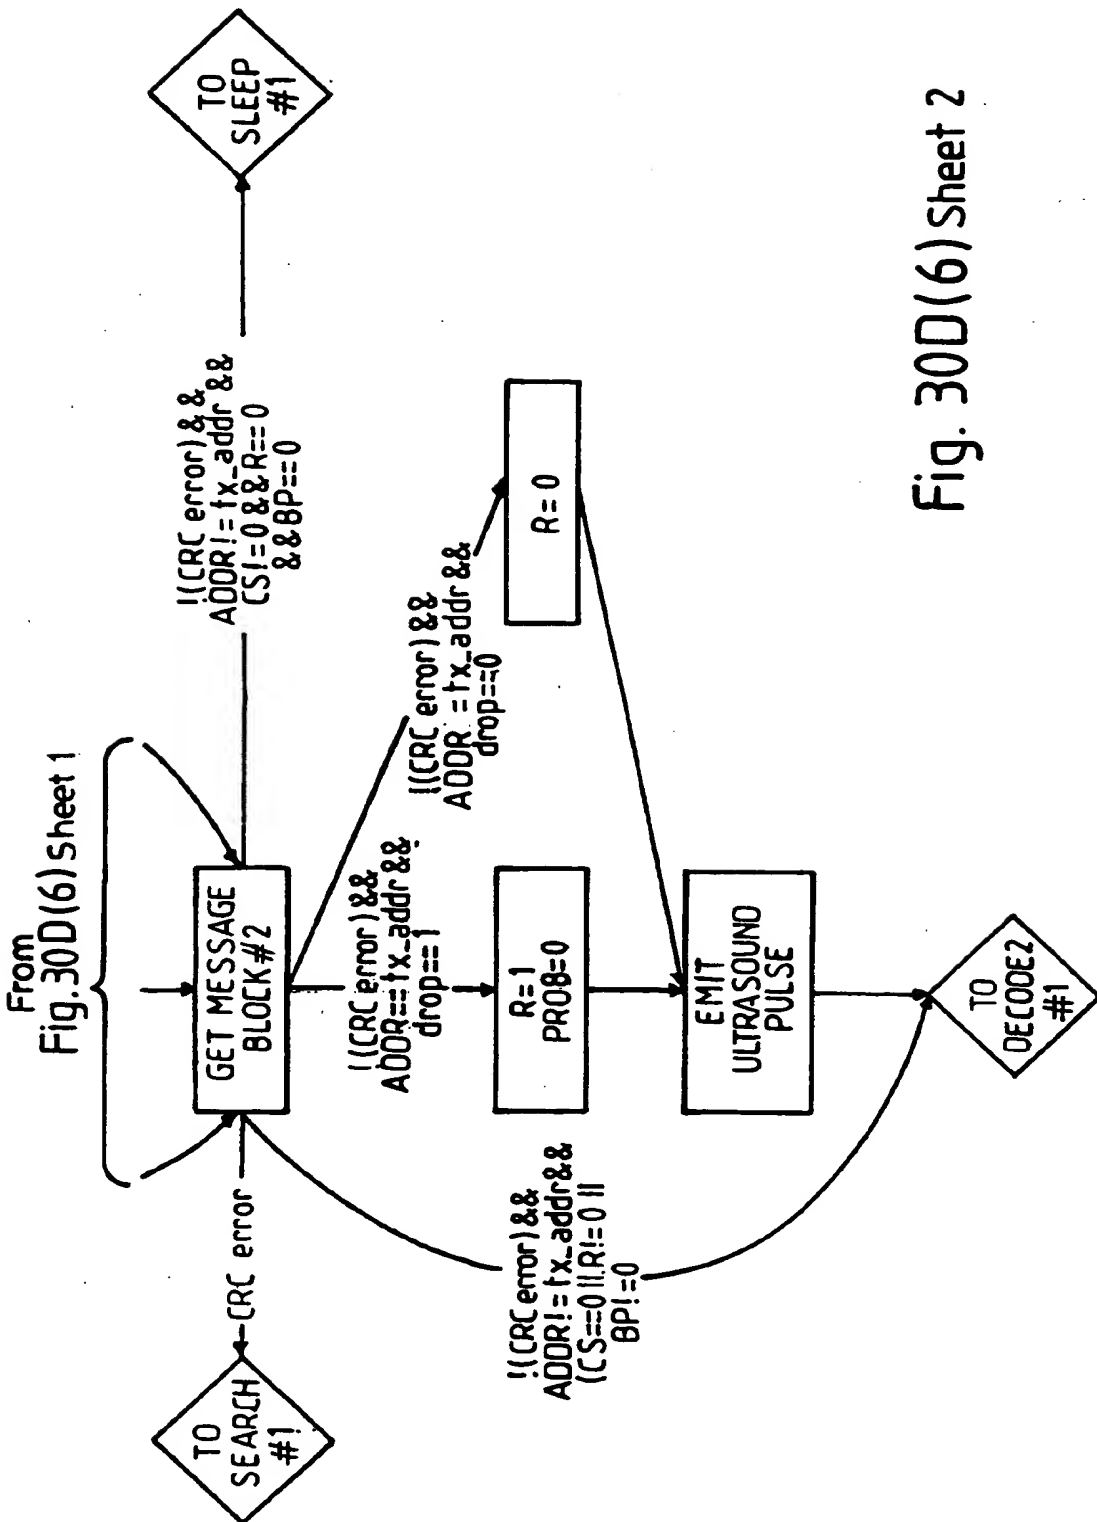 From
Fig.30D(6) Sheet 1
TO
SEARCH
#1
CRC error
GET MESSAGE
BLOCK #2
!(CRC error) &&
ADDR!=tx_addr &&
CS!=0 && R==0
&&BP==0
TO
SLEEP
#1
!(CRC error) &&
ADDR!=tx_addr&&
(CS==0 || R!=0 ||
BP!=0
!(CRC error) &&
ADDR==tx_addr &&
drop==1
!(CRC error) &&
ADDR =tx_addr &&
drop==0
R=1
PROB=0
R=0
EMIT
ULTRASOUND
PULSE
TO
DECODE2
#1
Fig. 30D(6) Sheet 2